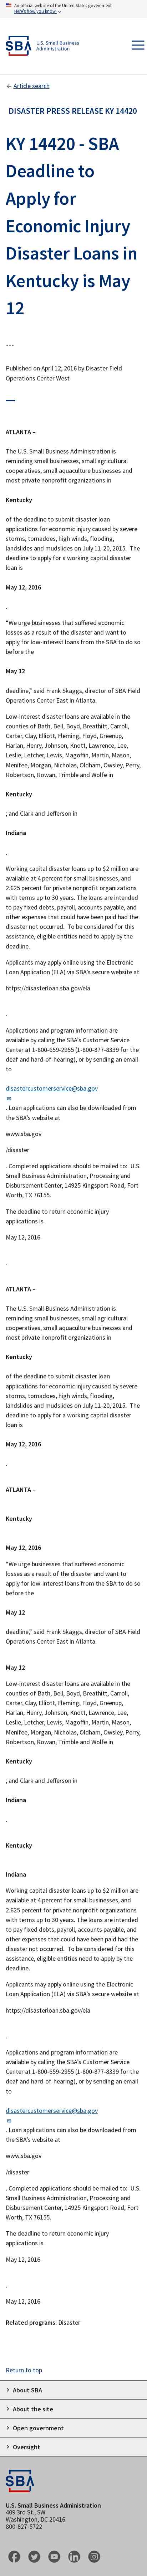 An official website of the United States government
Here's how you know
SBA
U.S. Small Business
Administration
Article search
DISASTER PRESS RELEASE KY 14420
KY 14420 - SBA
Deadline to
Apply for
Economic Injury
Disaster Loans in
Kentucky is May
12
...
Published on April 12, 2016 by Disaster Field
Operations Center West
ATLANTA –
The U.S. Small Business Administration is
reminding small businesses, small agricultural
cooperatives, small aquaculture businesses and
most private nonprofit organizations in
Kentucky
of the deadline to submit disaster loan
applications for economic injury caused by severe
storms, tornadoes, high winds, flooding,
landslides and mudslides on July 11-20, 2015. The
deadline to apply for a working capital disaster
loan is
May 12, 2016
.
“We urge businesses that suffered economic
losses as a result of the disaster and want to
apply for low-interest loans from the SBA to do so
before the
May 12
deadline,” said Frank Skaggs, director of SBA Field
Operations Center East in Atlanta.
Low-interest disaster loans are available in the
counties of Bath, Bell, Boyd, Breathitt, Carroll,
Carter, Clay, Elliott, Fleming, Floyd, Greenup,
Harlan, Henry, Johnson, Knott, Lawrence, Lee,
Leslie, Letcher, Lewis, Magoffin, Martin, Mason,
Menifee, Morgan, Nicholas, Oldham, Owsley, Perry,
Robertson, Rowan, Trimble and Wolfe in
Kentucky
; and Clark and Jefferson in
Indiana
.
Working capital disaster loans up to $2 million are
available at 4 percent for small businesses, and
2.625 percent for private nonprofit organizations
with terms up to 30 years. The loans are intended
to pay fixed debts, payroll, accounts payable, and
other expenses that could have been paid had the
disaster not occurred. To be considered for this
assistance, eligible entities need to apply by the
deadline.
Applicants may apply online using the Electronic
Loan Application (ELA) via SBA’s secure website at
https://disasterloan.sba.gov/ela
.
Applications and program information are
available by calling the SBA’s Customer Service
Center at 1-800-659-2955 (1-800-877-8339 for the
deaf and hard-of-hearing), or by sending an email
to
disastercustomerservice@sba.gov
. Loan applications can also be downloaded from
the SBA’s website at
www.sba.gov
/disaster
. Completed applications should be mailed to: U.S.
Small Business Administration, Processing and
Disbursement Center, 14925 Kingsport Road, Fort
Worth, TX 76155.
The deadline to return economic injury
applications is
May 12, 2016
.
ATLANTA –
The U.S. Small Business Administration is
reminding small businesses, small agricultural
cooperatives, small aquaculture businesses and
most private nonprofit organizations in
Kentucky
of the deadline to submit disaster loan
applications for economic injury caused by severe
storms, tornadoes, high winds, flooding,
landslides and mudslides on July 11-20, 2015. The
deadline to apply for a working capital disaster
loan is
May 12, 2016
.
ATLANTA –
Kentucky
May 12, 2016
“We urge businesses that suffered economic
losses as a result of the disaster and want to
apply for low-interest loans from the SBA to do so
before the
May 12
deadline,” said Frank Skaggs, director of SBA Field
Operations Center East in Atlanta.
May 12
Low-interest disaster loans are available in the
counties of Bath, Bell, Boyd, Breathitt, Carroll,
Carter, Clay, Elliott, Fleming, Floyd, Greenup,
Harlan, Henry, Johnson, Knott, Lawrence, Lee,
Leslie, Letcher, Lewis, Magoffin, Martin, Mason,
Menifee, Morgan, Nicholas, Oldham, Owsley, Perry,
Robertson, Rowan, Trimble and Wolfe in
Kentucky
; and Clark and Jefferson in
Indiana
.
Kentucky
Indiana
Working capital disaster loans up to $2 million are
available at 4 percent for small businesses, and
2.625 percent for private nonprofit organizations
with terms up to 30 years. The loans are intended
to pay fixed debts, payroll, accounts payable, and
other expenses that could have been paid had the
disaster not occurred. To be considered for this
assistance, eligible entities need to apply by the
deadline.
Applicants may apply online using the Electronic
Loan Application (ELA) via SBA’s secure website at
https://disasterloan.sba.gov/ela
.
Applications and program information are
available by calling the SBA’s Customer Service
Center at 1-800-659-2955 (1-800-877-8339 for the
deaf and hard-of-hearing), or by sending an email
to
disastercustomerservice@sba.gov
. Loan applications can also be downloaded from
the SBA’s website at
www.sba.gov
/disaster
. Completed applications should be mailed to: U.S.
Small Business Administration, Processing and
Disbursement Center, 14925 Kingsport Road, Fort
Worth, TX 76155.
The deadline to return economic injury
applications is
May 12, 2016
.
May 12, 2016
Related programs: Disaster
Return to top
About SBA
About the site
Open government
Oversight
SBA
U.S. Small Business Administration
409 3rd St., SW
Washington, DC 20416
800-827-5722